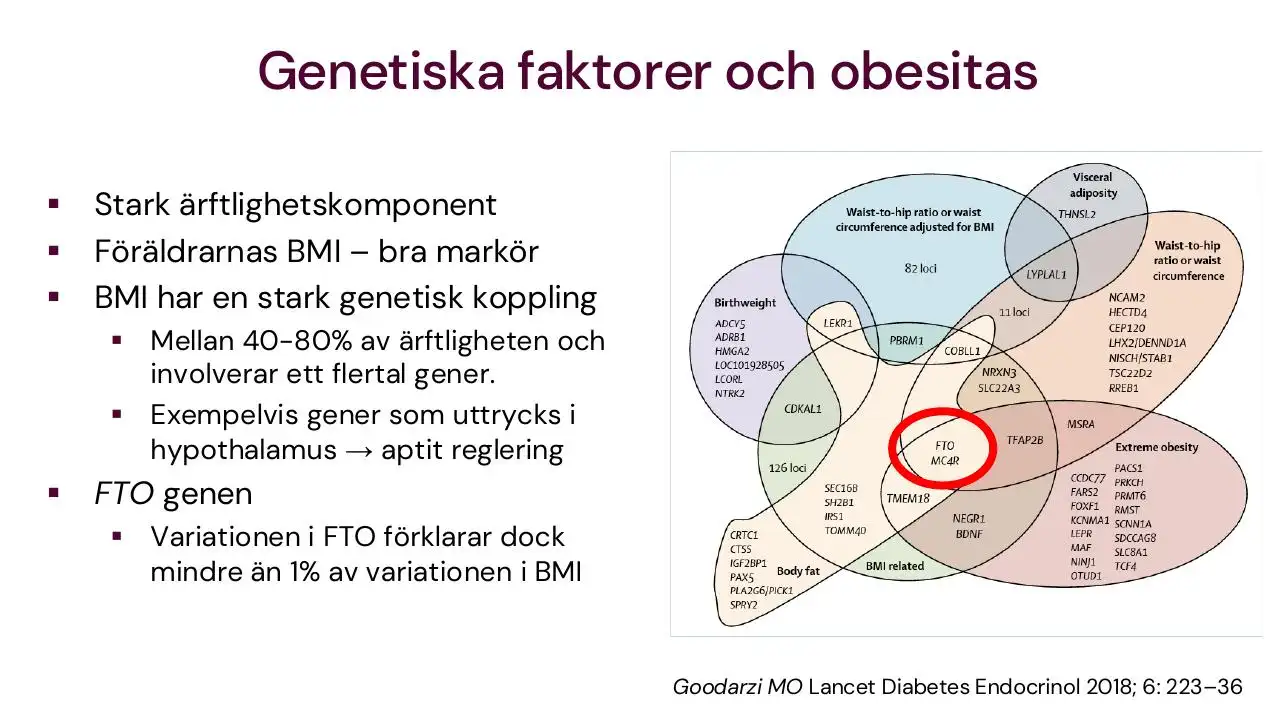 Genetiska faktorer och obesitas
Stark ärftlighetskomponent
Föräldrarnas BMI – bra markör
BMI har en stark genetisk koppling
Mellan 40-80% av ärftligheten och
involverar ett flertal gener.
Exempelvis gener som uttrycks i
hypothalamus → aptit reglering
FTO genen
Variationen i FTO förklarar dock
mindre än 1% av variationen i BMI
Visceral
adiposity
THNSL2
Waist-to-hip ratio or waist
circumference adjusted for BMI
82 loci
LYPLAL1
Waist-to-hip
ratio or waist
circumference
11 loci
NCAM2
HECTD4
CEP120
LHX2/DENND1A
NISCH/STAB1
TSC22D2
RREB1
Birthweight
ADCY5
ADRB1
HMGA2
LOC101928505
LCORL
NTRK2
LEKR1
PBRM1
COBLL1
NRXN3
SLC22A3
CDKAL1
126 loci
FTO
MC4R
TFAP2B
MSRA
Extreme obesity
CCDC77
FARS2
FOXF1
KCNMA1
LEPR
MAF
NINJ1
OTUD1
PACS1
PRKCH
PRMT6
RMST
SCNN1A
SDCCAG8
SLC8A1
TCF4
SEC16B
SH2B1
IRS1
TOMM40
TMEM18
NEGR1
BDNF
CRTC1
CTSS
IGF2BP1
PAX5
PLA2G6/PICK1
SPRY2
Body fat
BMI related
Goodarzi MO Lancet Diabetes Endocrinol 2018; 6: 223–36